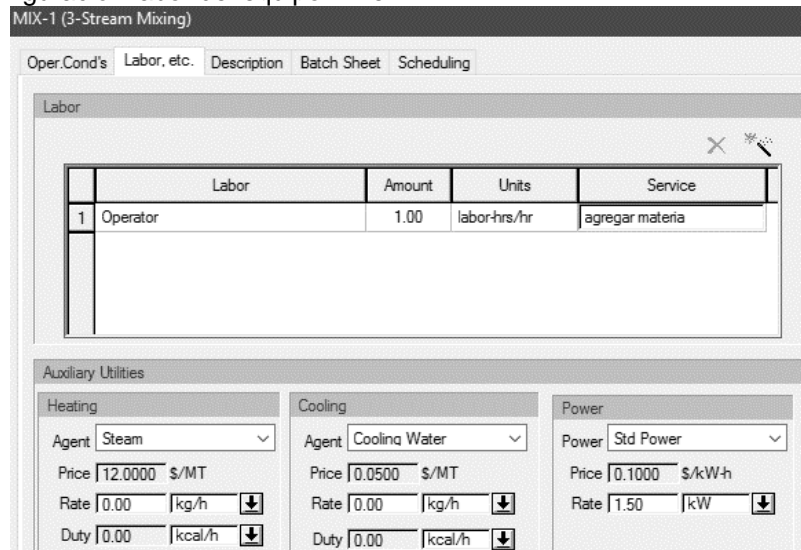 MIX-1 (3-Stream Mixing)
Oper.Cond's Labor, etc. Description Batch Sheet Scheduling
Labor
Labor Amount Units Service
1 Operator 1.00 labor-hrs/hr agregar materia
Auxiliary Utilities
Heating Cooling Power
Agent Steam Agent Cooling Water Power Std Power
Price 12.0000 $/MT Price 0.0500 $/MT Price 0.1000 $/kW-h
Rate 0.00 kg/h Rate 0.00 kg/h Rate 1.50 kW
Duty 0.00 kcal/h Duty 0.00 kcal/h